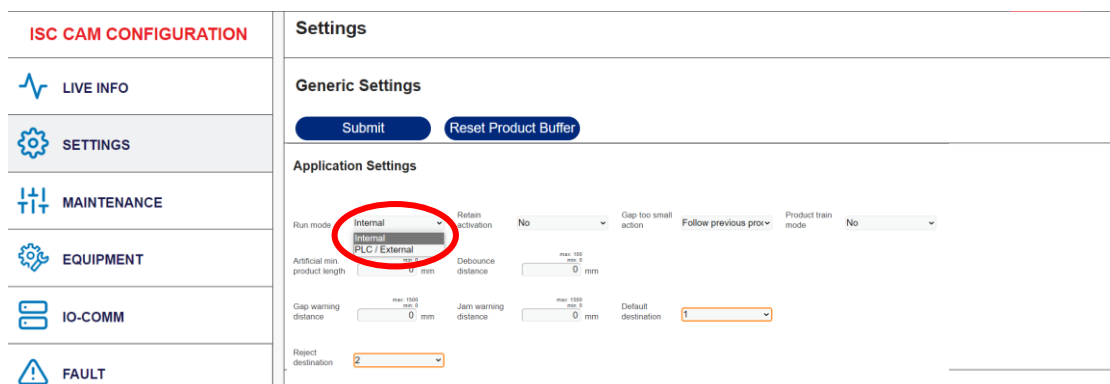 ISC CAM CONFIGURATION
LIVE INFO
SETTINGS
MAINTENANCE
EQUIPMENT
IO-COMM
FAULT
Settings
Generic Settings
Submit
Reset Product Buffer
Application Settings
Run mode
Internal
Internal
PLC / External
Retain
activation
No
Gap too small
action
Follow previous pro
Product train
mode
No
Artificial min.
product length
min: 0
0 mm
Debounce
distance
max: 100
min: 0
0 mm
Gap warning
distance
max: 1500
min: 0
0 mm
Jam warning
distance
max: 1500
min: 0
0 mm
Default
destination
1
Reject
destination
2